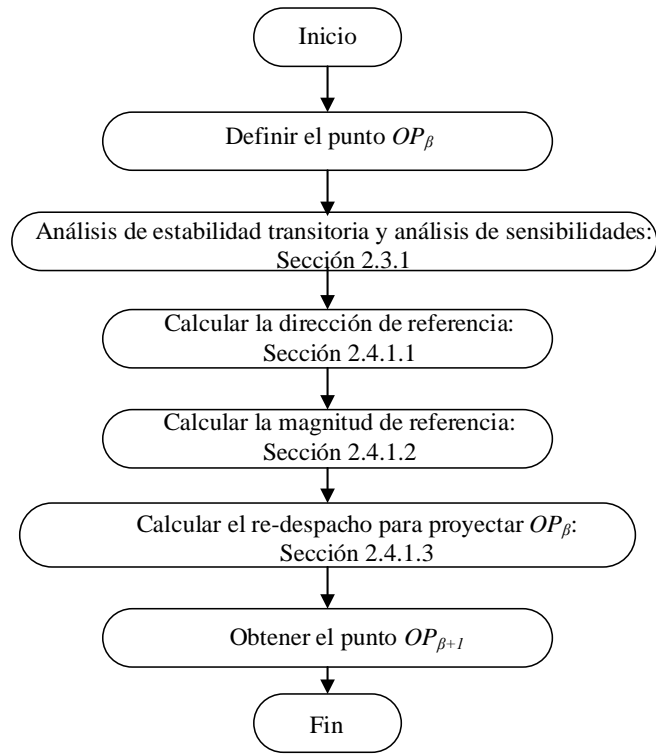 Inicio
Definir el punto OPβ
Análisis de estabilidad transitoria y análisis de sensibilidades:
Sección 2.3.1
Calcular la dirección de referencia:
Sección 2.4.1.1
Calcular la magnitud de referencia:
Sección 2.4.1.2
Calcular el re-despacho para proyectar OPβ:
Sección 2.4.1.3
Obtener el punto OPβ+1
Fin